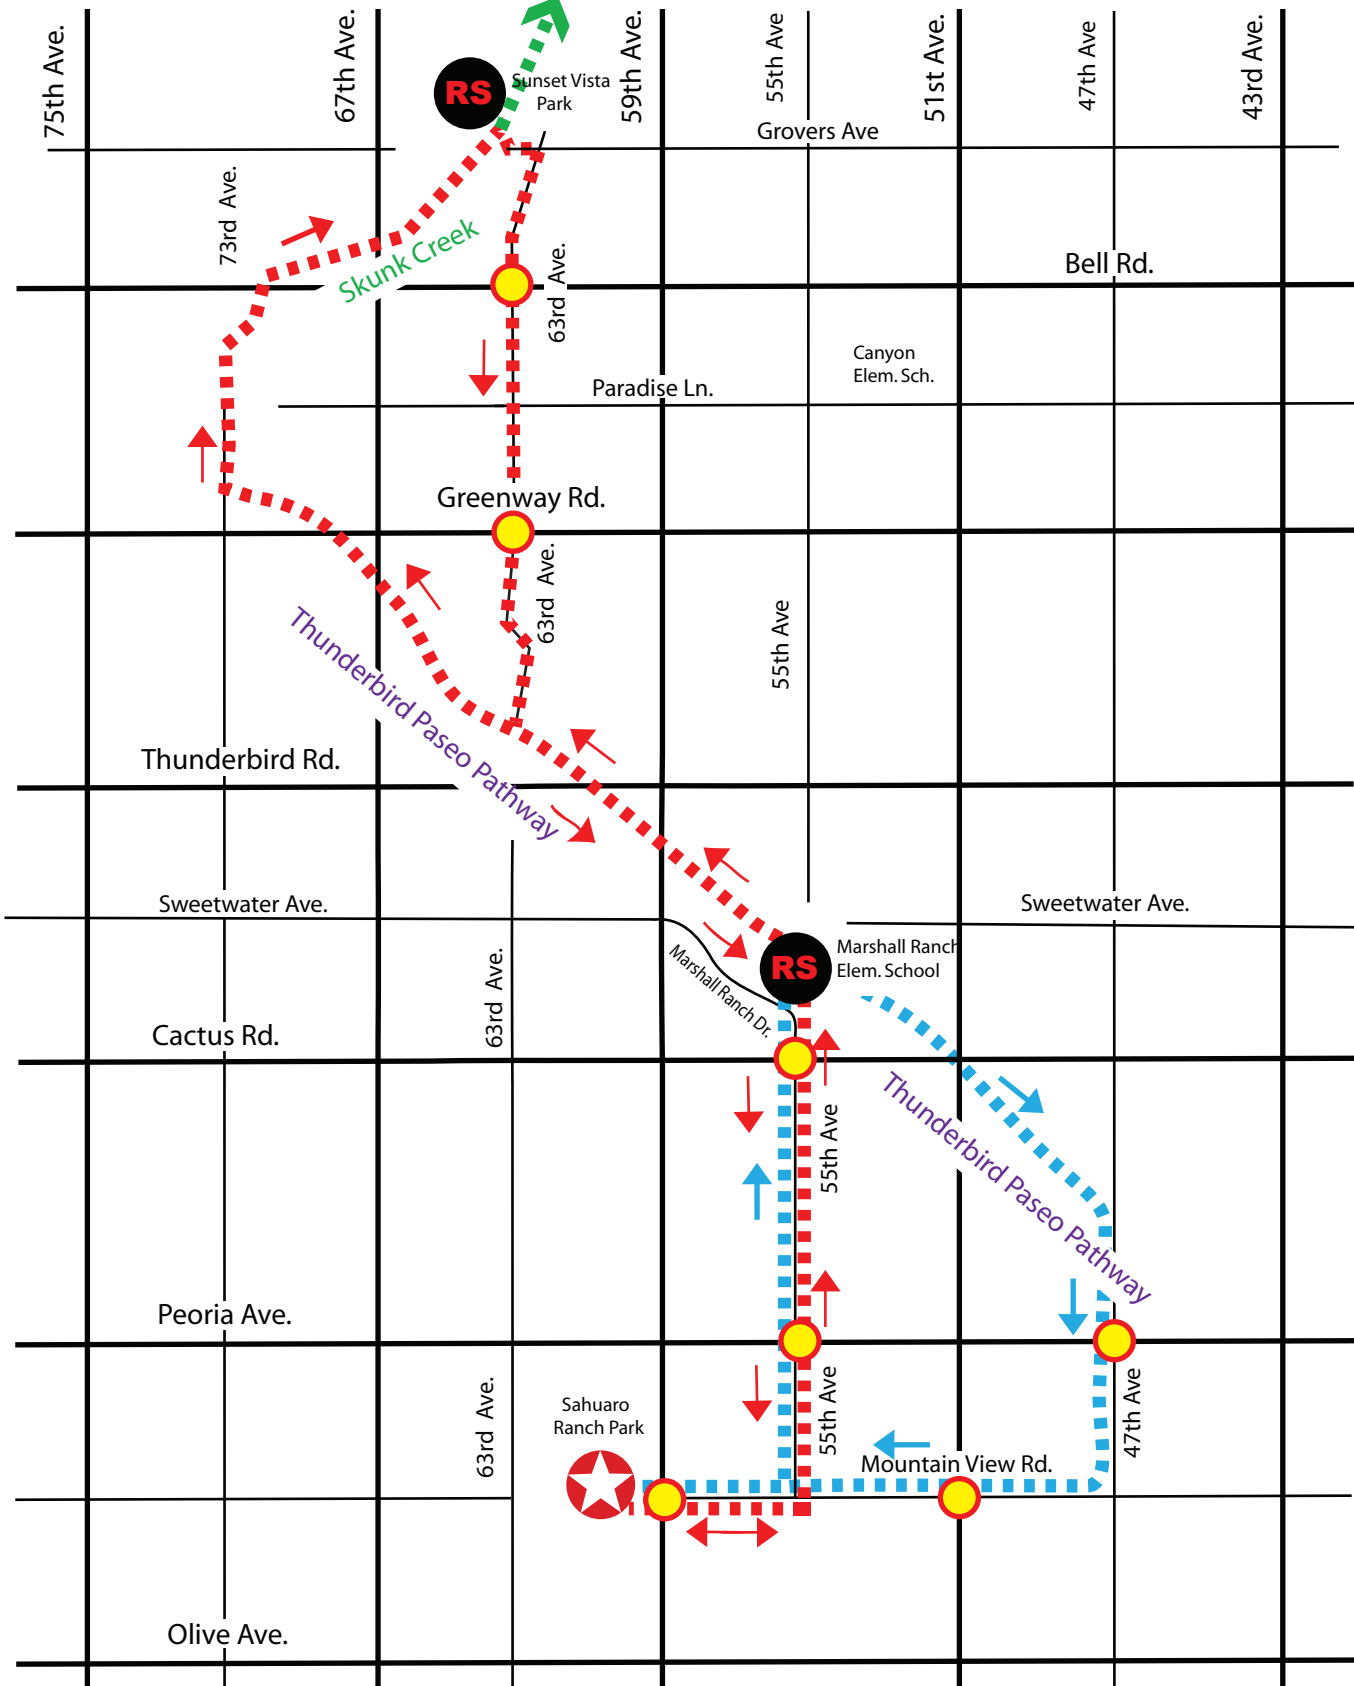 75th Ave.
67th Ave.
59th Ave.
55th Ave
51st Ave.
47th Ave
43rd Ave.
RS
Sunset Vista
Park
Grovers Ave
73rd Ave.
Skunk Creek
63rd Ave.
Bell Rd.
Canyon
Elem. Sch.
Paradise Ln.
Greenway Rd.
63rd Ave.
55th Ave
Thunderbird Paseo Pathway
Thunderbird Rd.
Sweetwater Ave.
Sweetwater Ave.
Marshall Ranch Dr.
RS
Marshall Ranch
Elem. School
63rd Ave.
Cactus Rd.
Thunderbird Paseo Pathway
55th Ave
Peoria Ave.
63rd Ave.
Sahuaro
Ranch Park
55th Ave
47th Ave
Mountain View Rd.
Olive Ave.